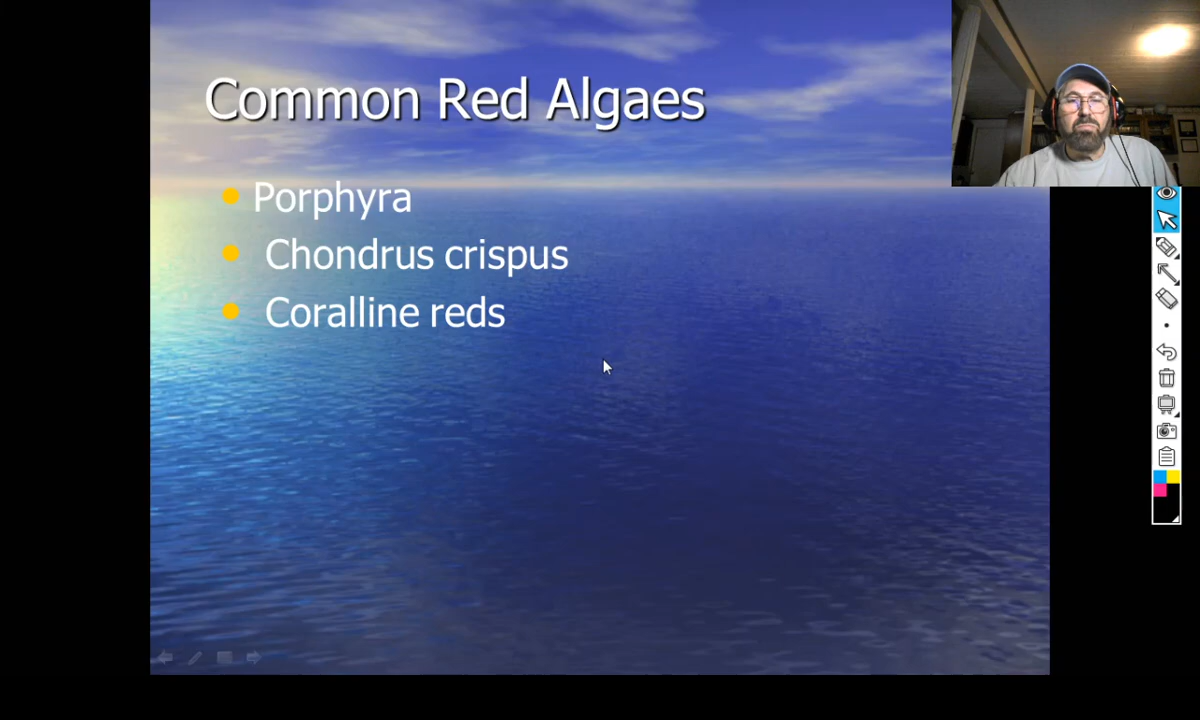 Common Red Algaes
Porphyra
Chondrus crispus
Coralline reds